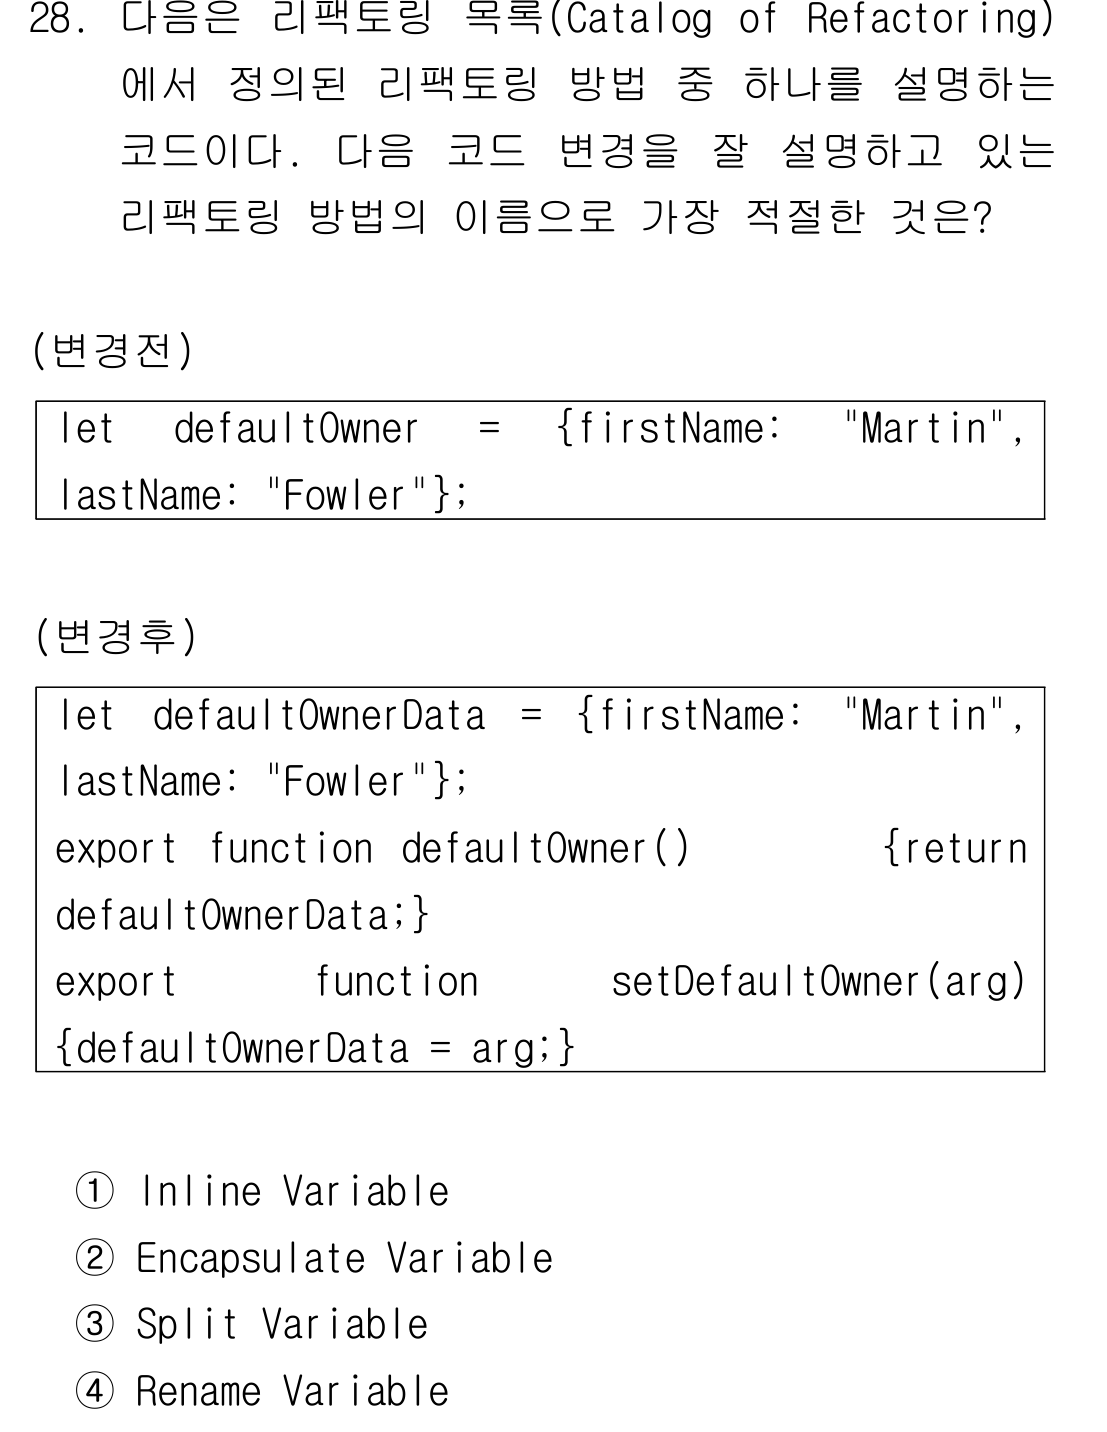 28. 다음은 리팩토링 목록(Catalog of Refactoring)
에서 정의된 리팩토링 방법 중 하나를 설명하는
코드이다. 다음 코드 변경을 잘 설명하고 있는
리팩토링 방법의 이름으로 가장 적절한 것은?
(변경전)
let defaultOwner = {firstName: "Martin",
lastName: "Fowler"};
(변경후)
let defaultOwnerData = {firstName: "Martin",
lastName: "Fowler"};
export function defaultOwner() {return
defaultOwnerData;}
export function setDefaultOwner(arg)
{defaultOwnerData = arg;}
① Inline Variable
② Encapsulate Variable
③ Split Variable
④ Rename Variable